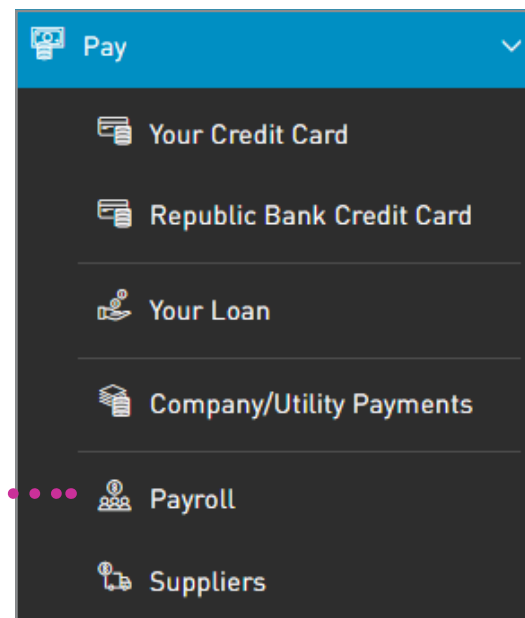 Pay
Your Credit Card
Republic Bank Credit Card
Your Loan
Company/Utility Payments
Payroll
Suppliers